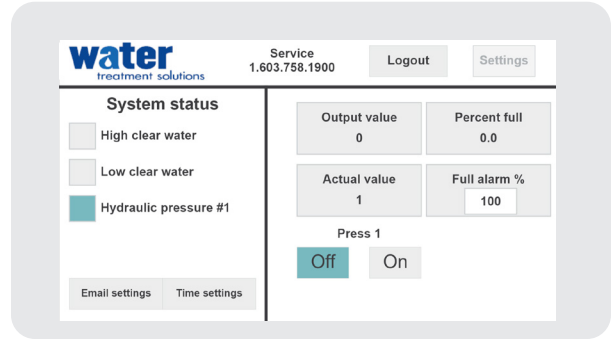 water
treatment solutions
Service
1.603.758.1900
Logout
Settings
System status
High clear water
Low clear water
Hydraulic pressure #1
Email settings
Time settings
Output value
0
Percent full
0.0
Actual value
1
Full alarm %
100
Press 1
Off
On